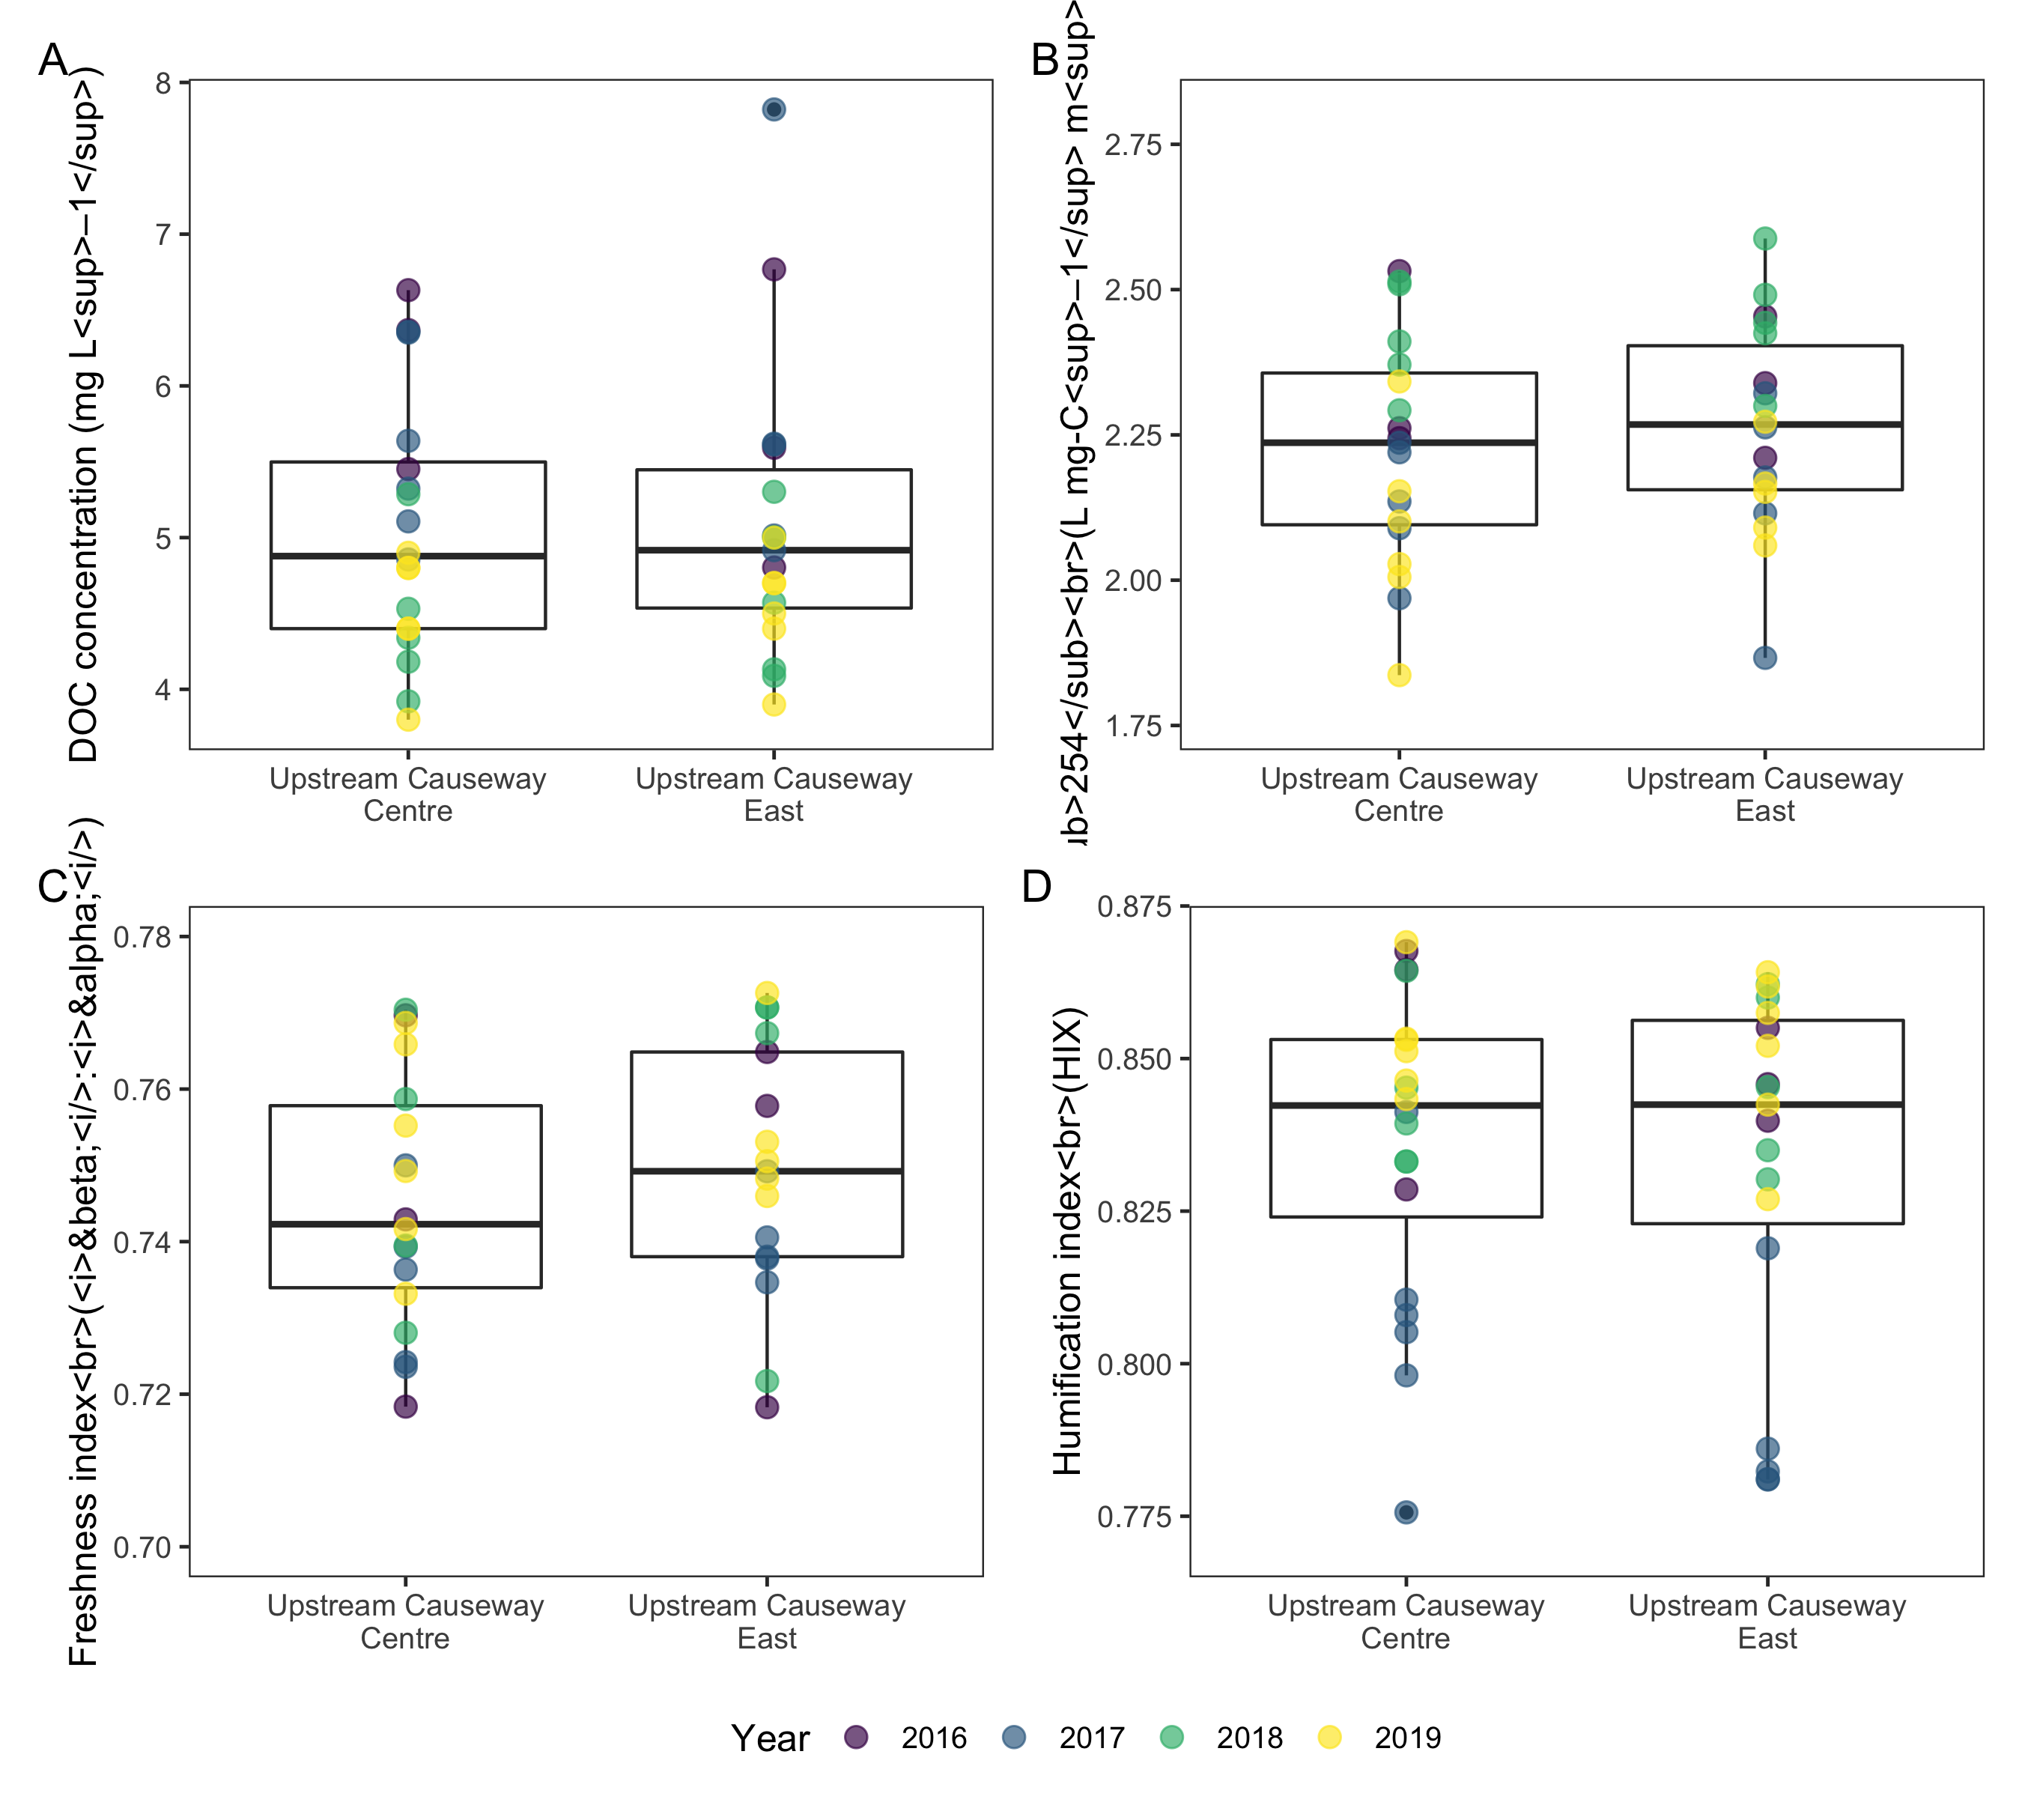 A
DOC concentration (mg L<sup>–1</sup>)
8
7
6
5
4
Upstream Causeway
Centre
Upstream Causeway
East
B
b>254</sub><br>(L mg-C<sup>–1</sup> m<sup>
2.75
2.50
2.25
2.00
1.75
Upstream Causeway
Centre
Upstream Causeway
East
C
Freshness index<br>(<i>&beta;<i/>:<i>&alpha;<i/>)
0.78
0.76
0.74
0.72
0.70
Upstream Causeway
Centre
Upstream Causeway
East
D
Humification index<br>(HIX)
0.875
0.850
0.825
0.800
0.775
Upstream Causeway
Centre
Upstream Causeway
East
Year 2016 2017 2018 2019